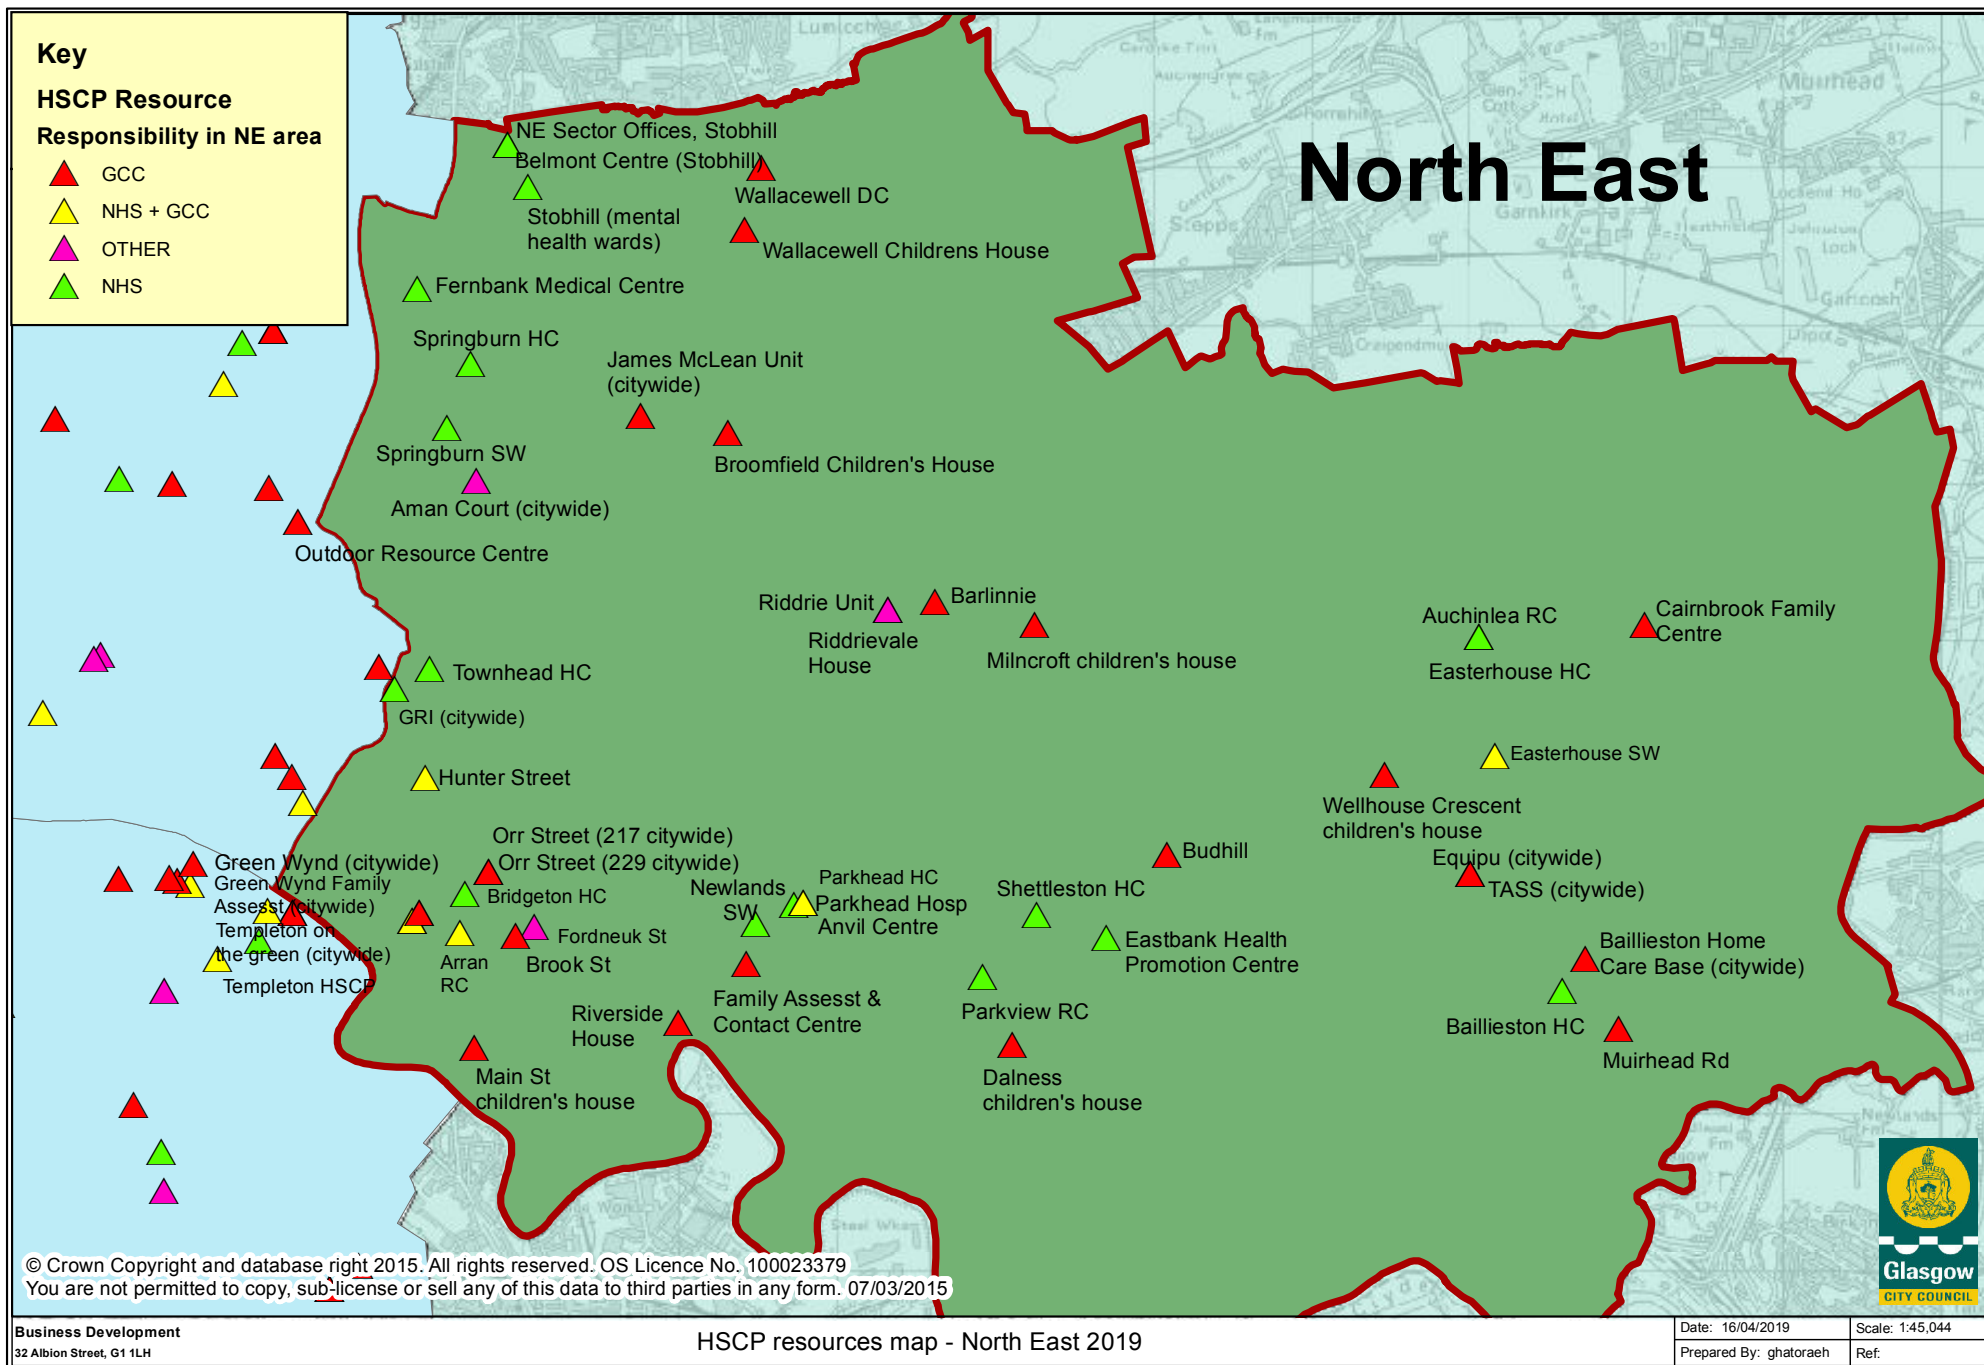 Key
HSCP Resource
Responsibility in NE area
GCC
NHS + GCC
OTHER
NHS
North East
NE Sector Offices, Stobhill
Belmont Centre (Stobhill)
Wallacewell DC
Stobhill (mental
health wards)
Wallacewell Childrens House
Fernbank Medical Centre
Springburn HC
James McLean Unit
(citywide)
Springburn SW
Broomfield Children's House
Aman Court (citywide)
Outdoor Resource Centre
Riddrie Unit
Barlinnie
Riddrievale
House
Milncroft children's house
Auchinlea RC
Easterhouse HC
Cairnbrook Family
Centre
Townhead HC
GRI (citywide)
Hunter Street
Easterhouse SW
Wellhouse Crescent
children's house
Orr Street (217 citywide)
Orr Street (229 citywide)
Bridgeton HC
Green Wynd (citywide)
Green Wynd Family
Assesst (citywide)
Templeton on
the green (citywide)
Templeton HSCP
Newlands
SW
Parkhead HC
Parkhead Hosp
Anvil Centre
Budhill
Shettleston HC
Equipu (citywide)
TASS (citywide)
Fordneuk St
Brook St
Arran
RC
Eastbank Health
Promotion Centre
Baillieston Home
Care Base (citywide)
Family Assesst &
Contact Centre
Parkview RC
Baillieston HC
Riverside
House
Muirhead Rd
Main St
children's house
Dalness
children's house
Muirhead
Stepps
Garnkirk
Gartcosh
Steel Wks
Newlands
Fm
© Crown Copyright and database right 2015. All rights reserved. OS Licence No. 100023379
You are not permitted to copy, sub-license or sell any of this data to third parties in any form. 07/03/2015
Glasgow
CITY COUNCIL
Business Development
32 Albion Street, G1 1LH
HSCP resources map - North East 2019
Date: 16/04/2019
Scale: 1:45,044
Prepared By: ghatoraeh
Ref: